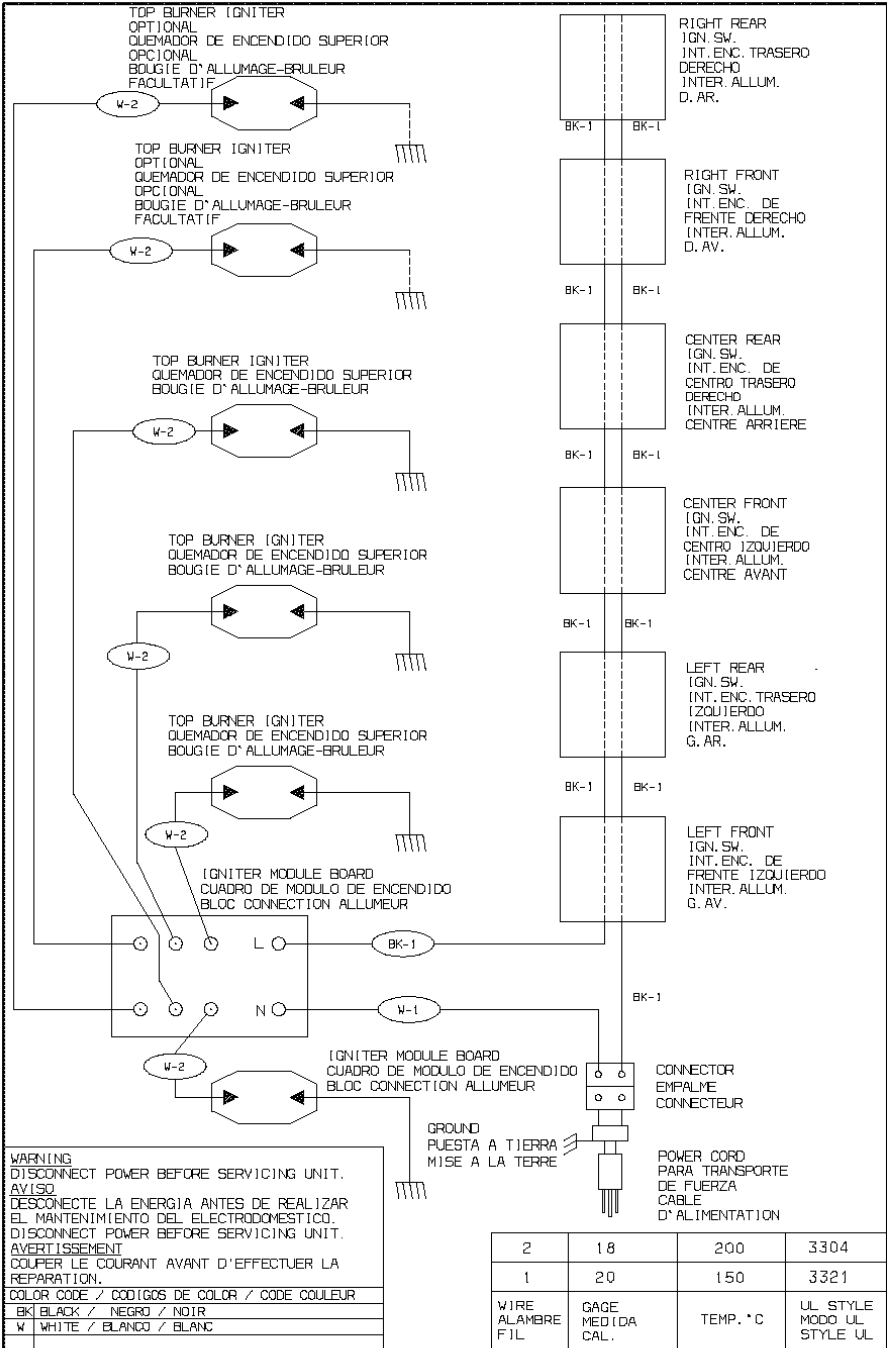 TOP BURNER IGNITER
OPTIONAL
QUEMADOR DE ENCENDIDO SUPERIOR
OPCIONAL
BOUGIE D'ALLUMAGE-BRULEUR
FACULTATIF
W-2
TOP BURNER IGNITER
OPTIONAL
QUEMADOR DE ENCENDIDO SUPERIOR
OPCIONAL
BOUGIE D'ALLUMAGE-BRULEUR
FACULTATIF
W-2
TOP BURNER IGNITER
QUEMADOR DE ENCENDIDO SUPERIOR
BOUGIE D'ALLUMAGE-BRULEUR
W-2
TOP BURNER IGNITER
QUEMADOR DE ENCENDIDO SUPERIOR
BOUGIE D'ALLUMAGE-BRULEUR
W-2
TOP BURNER IGNITER
QUEMADOR DE ENCENDIDO SUPERIOR
BOUGIE D'ALLUMAGE-BRULEUR
W-2
IGNITER MODULE BOARD
CUADRO DE MODULO DE ENCENDIDO
BLOC CONNECTION ALLUMEUR
L
N
BK-1
W-1
W-2
IGNITER MODULE BOARD
CUADRO DE MODULO DE ENCENDIDO
BLOC CONNECTION ALLUMEUR
RIGHT REAR
IGN.SW.
INT.ENC.TRASERO
DERECHO
INTER.ALLUM.
D.AR.
BK-1 BK-1
RIGHT FRONT
IGN.SW.
INT.ENC. DE
FRENTE DERECHO
INTER.ALLUM.
D.AV.
BK-1 BK-1
CENTER REAR
IGN.SW.
INT.ENC. DE
CENTRO TRASERO
DERECHO
INTER.ALLUM.
CENTRE ARRIERE
BK-1 BK-1
CENTER FRONT
IGN.SW.
INT.ENC. DE
CENTRO IZQUIERDO
INTER.ALLUM.
CENTRE AVANT
BK-1 BK-1
LEFT REAR
IGN.SW.
INT.ENC.TRASERO
IZQUIERDO
INTER.ALLUM.
G.AR.
BK-1 BK-1
LEFT FRONT
IGN.SW.
INT.ENC. DE
FRENTE IZQUIERDO
INTER.ALLUM.
G.AV.
BK-1
CONNECTOR
EMPALME
CONNECTEUR
GROUND
PUESTA A TIERRA
MISE A LA TERRE
POWER CORD
PARA TRANSPORTE
DE FUERZA
CABLE
D'ALIMENTATION
WARNING
DISCONNECT POWER BEFORE SERVICING UNIT.
AVISO
DESCONECTE LA ENERGIA ANTES DE REALIZAR
EL MANTENIMIENTO DEL ELECTRODOMESTICO.
DISCONNECT POWER BEFORE SERVICING UNIT.
AVERTISSEMENT
COUPER LE COURANT AVANT D'EFFECTUER LA
REPARATION.
COLOR CODE / CODIGOS DE COLOR / CODE COULEUR
BK BLACK / NEGRO / NOIR
W WHITE / BLANCO / BLANC
2 18 200 3304
1 20 150 3321
WIRE GAGE TEMP.°C UL STYLE
ALAMBRE MEDIDA MODO UL
FIL CAL. STYLE UL